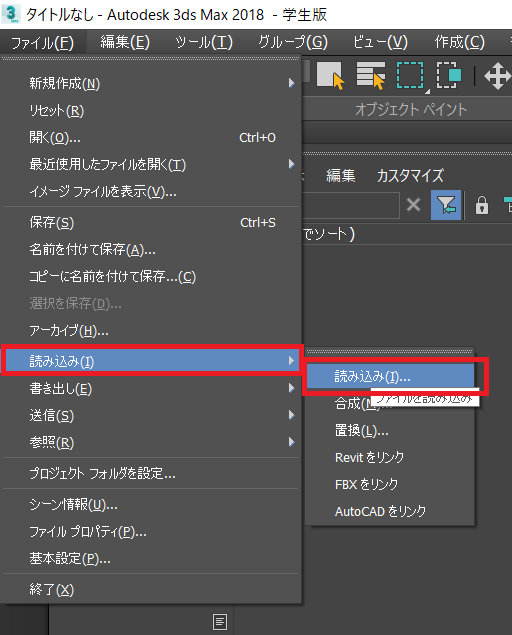 タイトルなし - Autodesk 3ds Max 2018 - 学生版
ファイル(F) 編集(E) ツール(T) グループ(G) ビュー(V) 作成(C)
新規作成(N)
リセット(R)
開く(O)... Ctrl+O
最近使用したファイルを開く(T)
イメージ ファイルを表示(V)...
保存(S) Ctrl+S
名前を付けて保存(A)...
コピーに名前を付けて保存...(C)
選択を保存(D)...
アーカイブ(H)...
読み込み(I)
書き出し(E)
送信(S)
参照(R)
プロジェクト フォルダを設定...
シーン情報(U)...
ファイル プロパティ(P)...
基本設定(P)...
終了(X)
オブジェクト ペイント
編集 カスタマイズ
でソート)
読み込み(I)...
ファイルを読み込み
合成
置換(L)...
Revit をリンク
FBX をリンク
AutoCAD をリンク